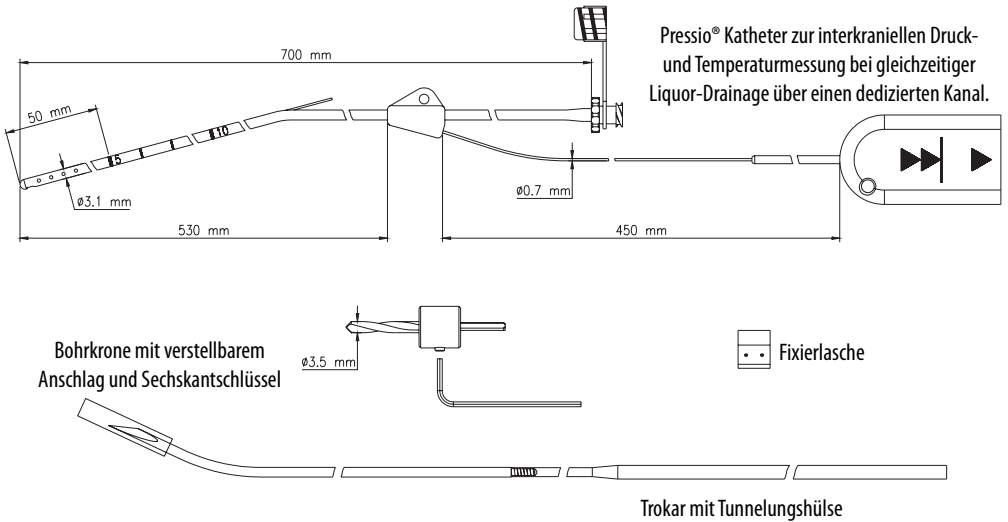 700 mm
Pressio® Katheter zur interkraniellen Druck-
und Temperaturmessung bei gleichzeitiger
Liquor-Drainage über einen dedizierten Kanal.
50 mm
5
10
ø3.1 mm
ø0.7 mm
530 mm
450 mm
ø3.5 mm
Bohrkrone mit verstellbarem
Anschlag und Sechskantschlüssel
Fixierlasche
Trokar mit Tunnelungshülse